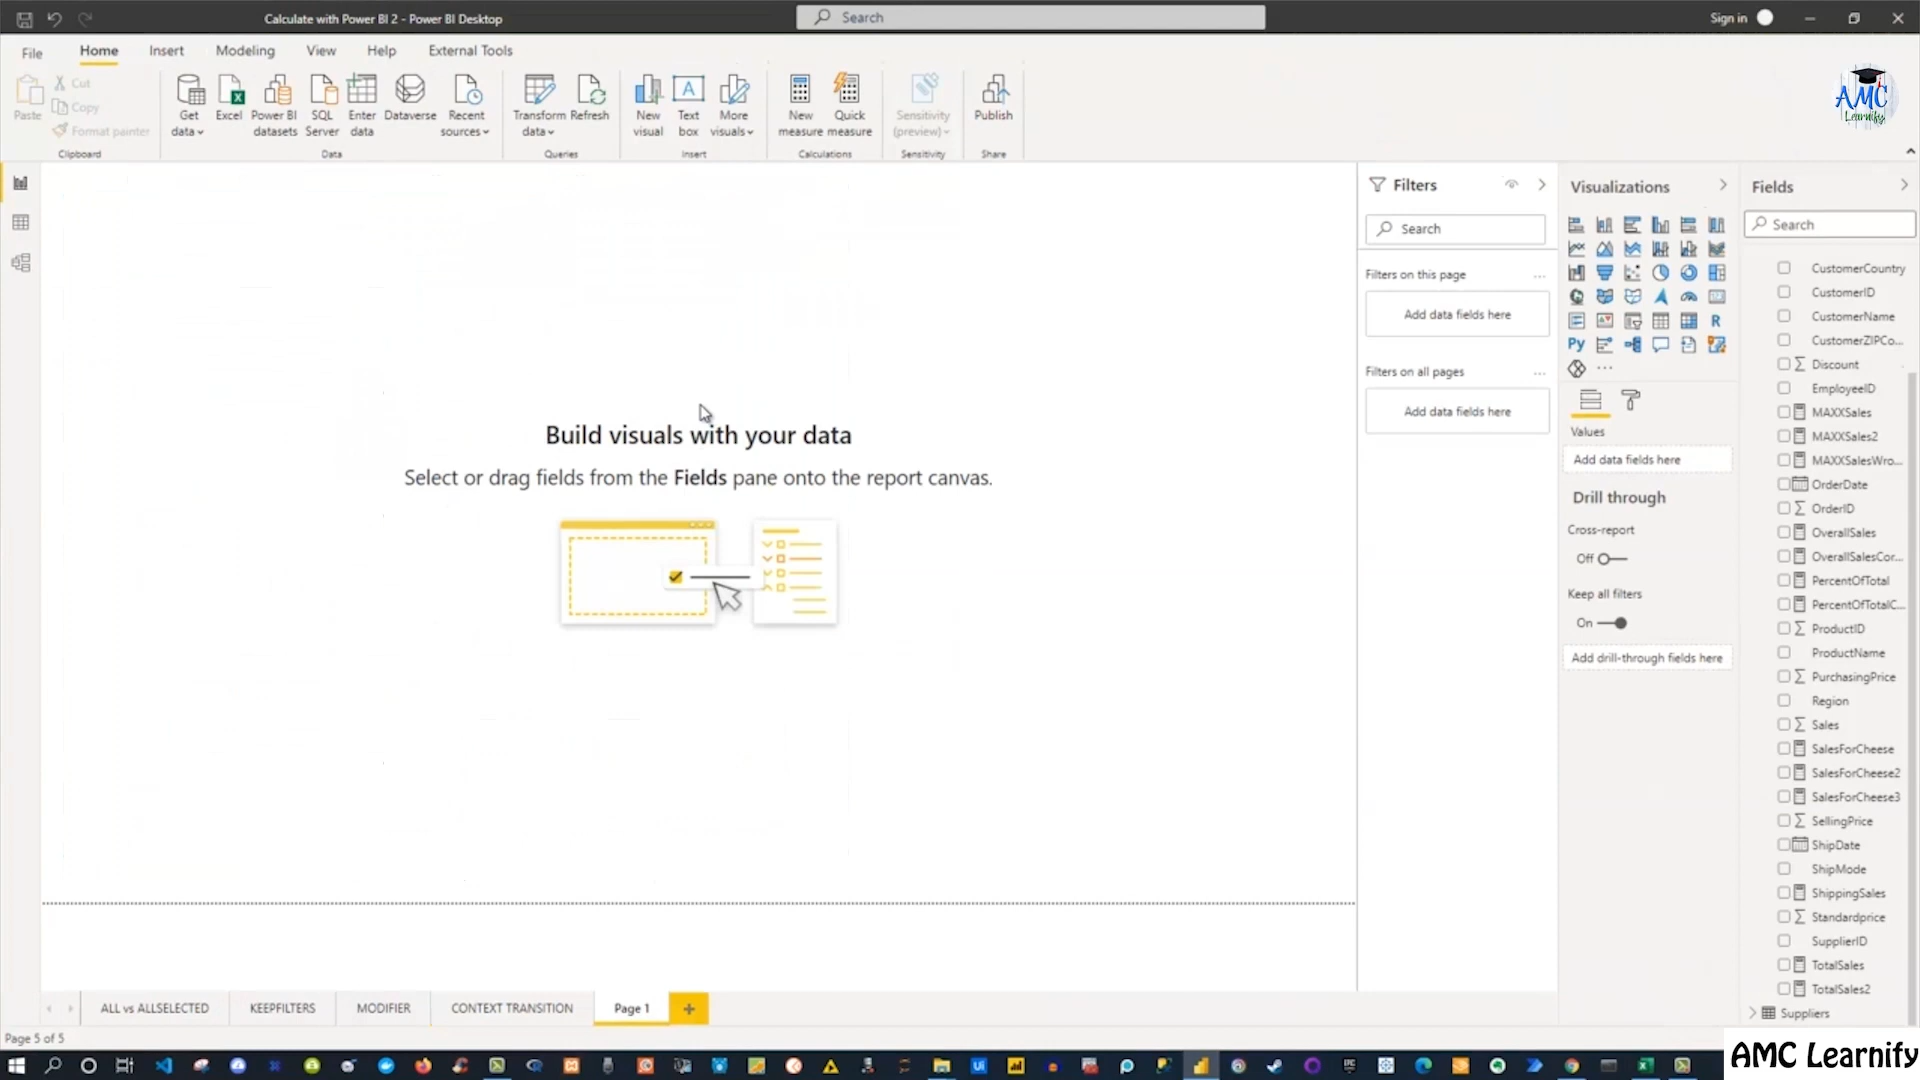 Calculate with Power BI 2 - Power BI Desktop
Search
Sign in
File
Home
Insert
Modeling
View
Help
External Tools
AMC
Learnify
Paste
Cut
Copy
Format painter
Get data
Excel
Power BI datasets
SQL Server
Enter data
Dataverse
Recent sources
Transform data
Refresh
New visual
Text box
More visuals
New measure
Quick measure
Sensitivity (preview)
Publish
Clipboard
Data
Queries
Insert
Calculations
Sensitivity
Share
Build visuals with your data
Select or drag fields from the Fields pane onto the report canvas.
Filters
Search
Filters on this page
...
Add data fields here
Filters on all pages
...
Add data fields here
Visualizations
R
Py
...
Values
Add data fields here
Drill through
Cross-report
Off
Keep all filters
On
Add drill-through fields here
Fields
Search
CustomerCountry
CustomerID
CustomerName
CustomerZIPCo...
Discount
EmployeeID
MAXXSales
MAXXSales2
MAXXSalesWro...
OrderDate
OrderID
OverallSales
OverallSalesCor...
PercentOfTotal
PercentOfTotalC...
ProductID
ProductName
PurchasingPrice
Region
Sales
SalesForCheese
SalesForCheese2
SalesForCheese3
SellingPrice
ShipDate
ShipMode
ShippingSales
Standardprice
SupplierID
TotalSales
TotalSales2
Suppliers
ALL vs ALLSELECTED
KEEPFILTERS
MODIFIER
CONTEXT TRANSITION
Page 1
Page 5 of 5
AMC Learnify